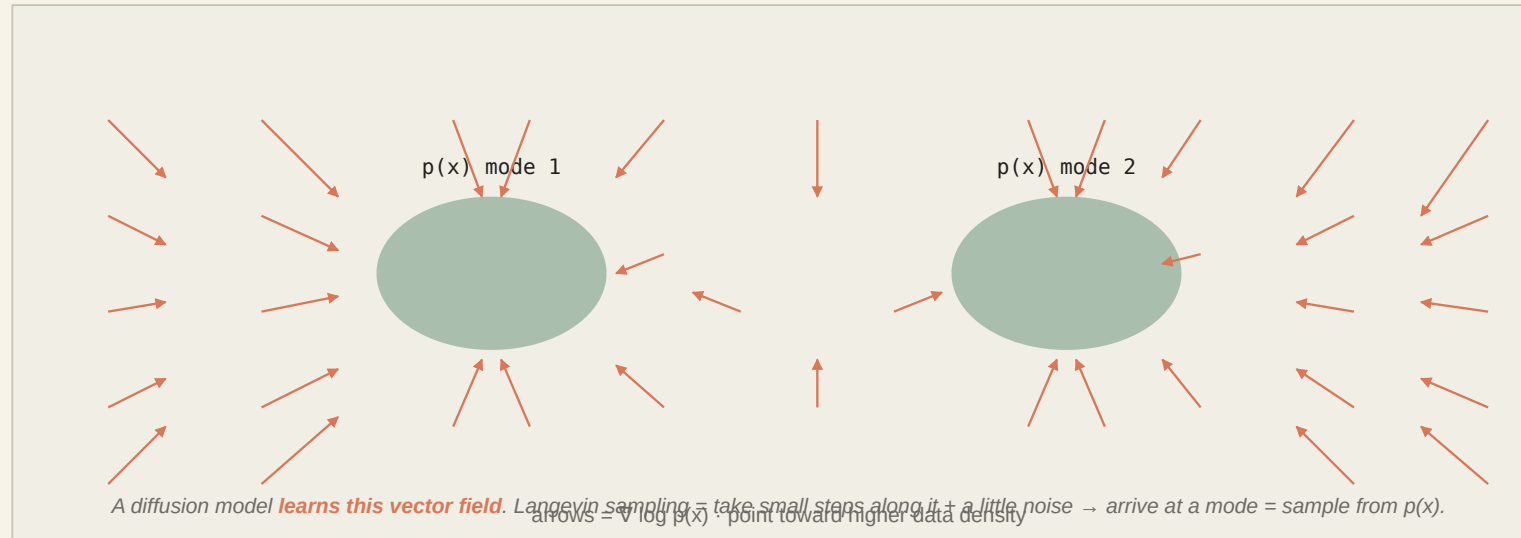 p(x) mode 1
p(x) mode 2
A diffusion model learns this vector field. Langevin sampling = take small steps along it + a little noise → arrive at a mode = sample from p(x).
arrows = ∇ log p(x) · point toward higher data density